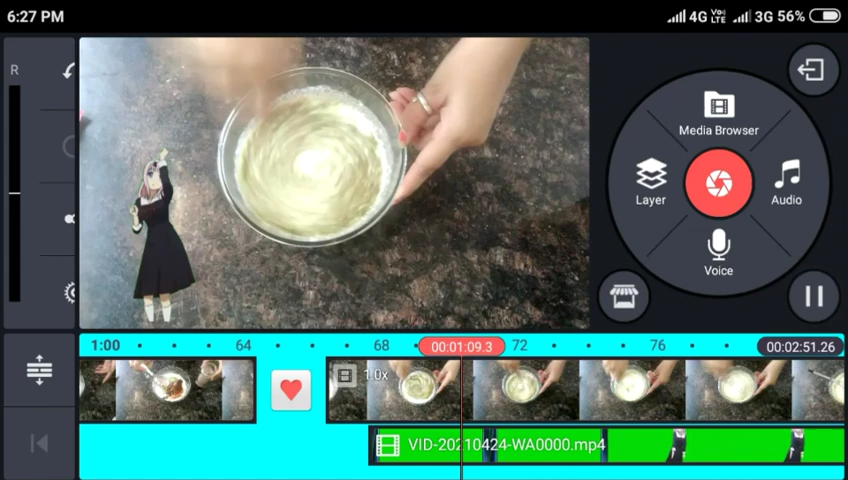 6:27 PM
4G VoLTE 3G 56%
R
Media Browser
Layer
Audio
Voice
1:00 64 68 00:01:09.3 72 76 00:02:51.26
1.0x
VID-20210424-WA0000.mp4